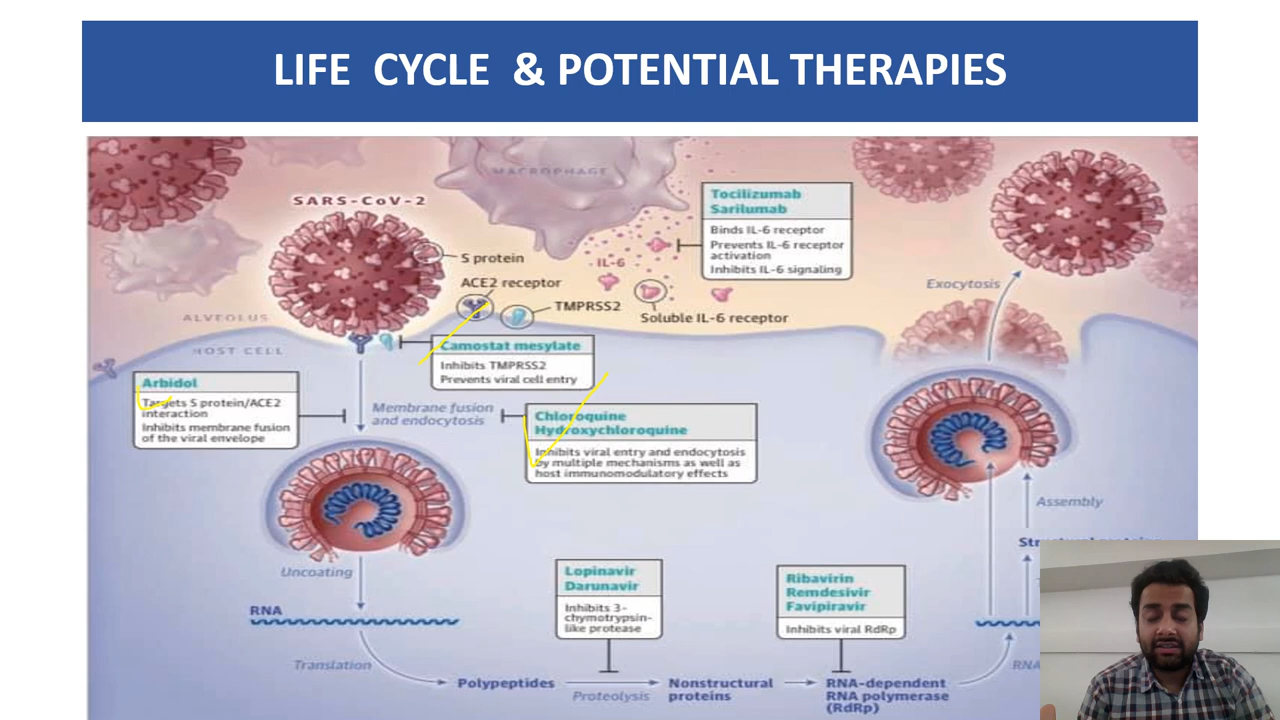 LIFE CYCLE & POTENTIAL THERAPIES
MACROPHAGE
SARS-CoV-2
Tocilizumab
Sarilumab
Binds IL-6 receptor
Prevents IL-6 receptor
activation
Inhibits IL-6 signaling
S protein
IL-6
ACE2 receptor
TMPRSS2
Soluble IL-6 receptor
Exocytosis
ALVEOLUS
HOST CELL
Camostat mesylate
Inhibits TMPRSS2
Prevents viral cell entry
Arbidol
Targets S protein/ACE2
interaction
Inhibits membrane fusion
of the viral envelope
Membrane fusion
and endocytosis
Chloroquine
Hydroxychloroquine
Inhibits viral entry and endocytosis
by multiple mechanisms as well as
host immunomodulatory effects
Assembly
Uncoating
RNA
Lopinavir
Darunavir
Inhibits 3-
chymotrypsin-
like protease
Ribavirin
Remdesivir
Favipiravir
Inhibits viral RdRp
Translation
Polypeptides
Proteolysis
Nonstructural
proteins
RNA-dependent
RNA polymerase
(RdRp)
RNA